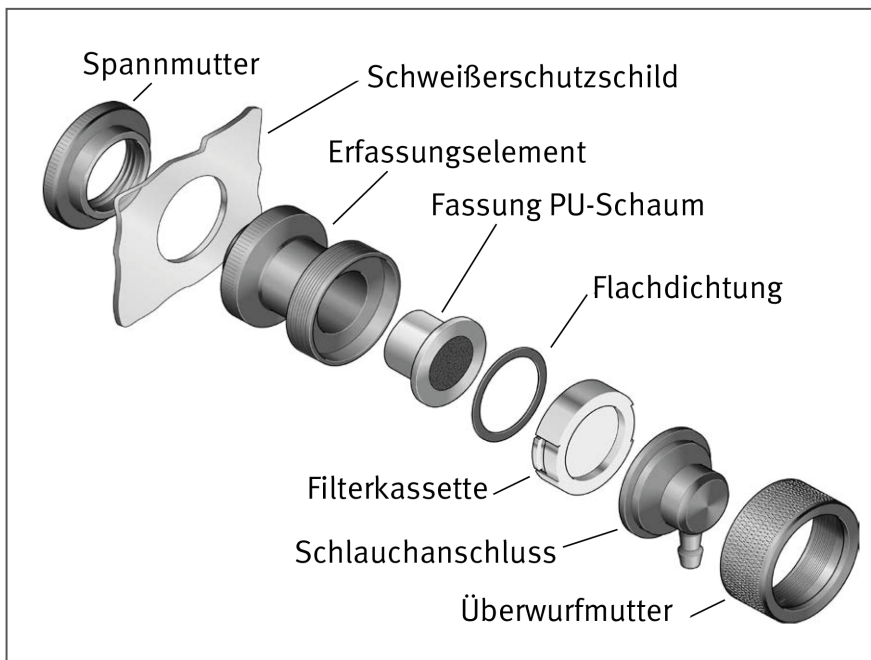 Spannmutter
Schweißerschutzschild
Erfassungselement
Fassung PU-Schaum
Flachdichtung
Filterkassette
Schlauchanschluss
Überwurfmutter